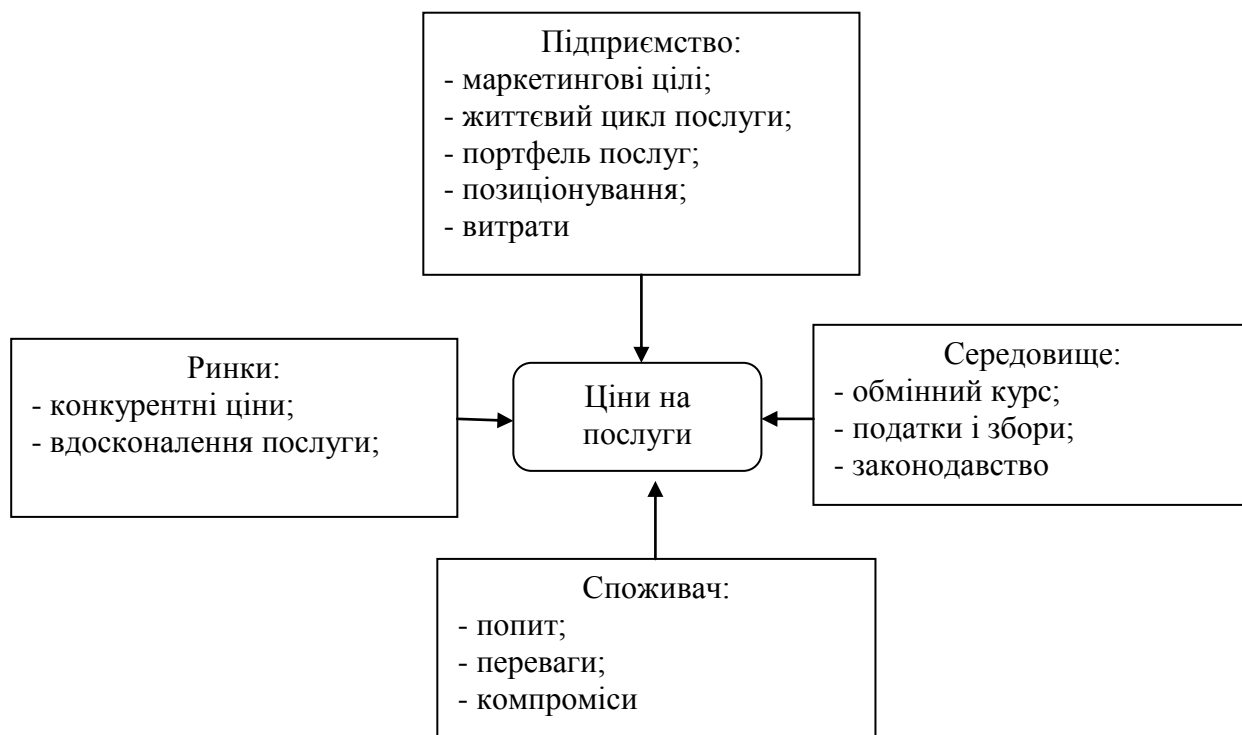 Підприємство:
- маркетингові цілі;
- життєвий цикл послуги;
- портфель послуг;
- позиціонування;
- витрати
Ринки:
- конкурентні ціни;
- вдосконалення послуги;
Ціни на
послуги
Середовище:
- обмінний курс;
- податки і збори;
- законодавство
Споживач:
- попит;
- переваги;
- компроміси